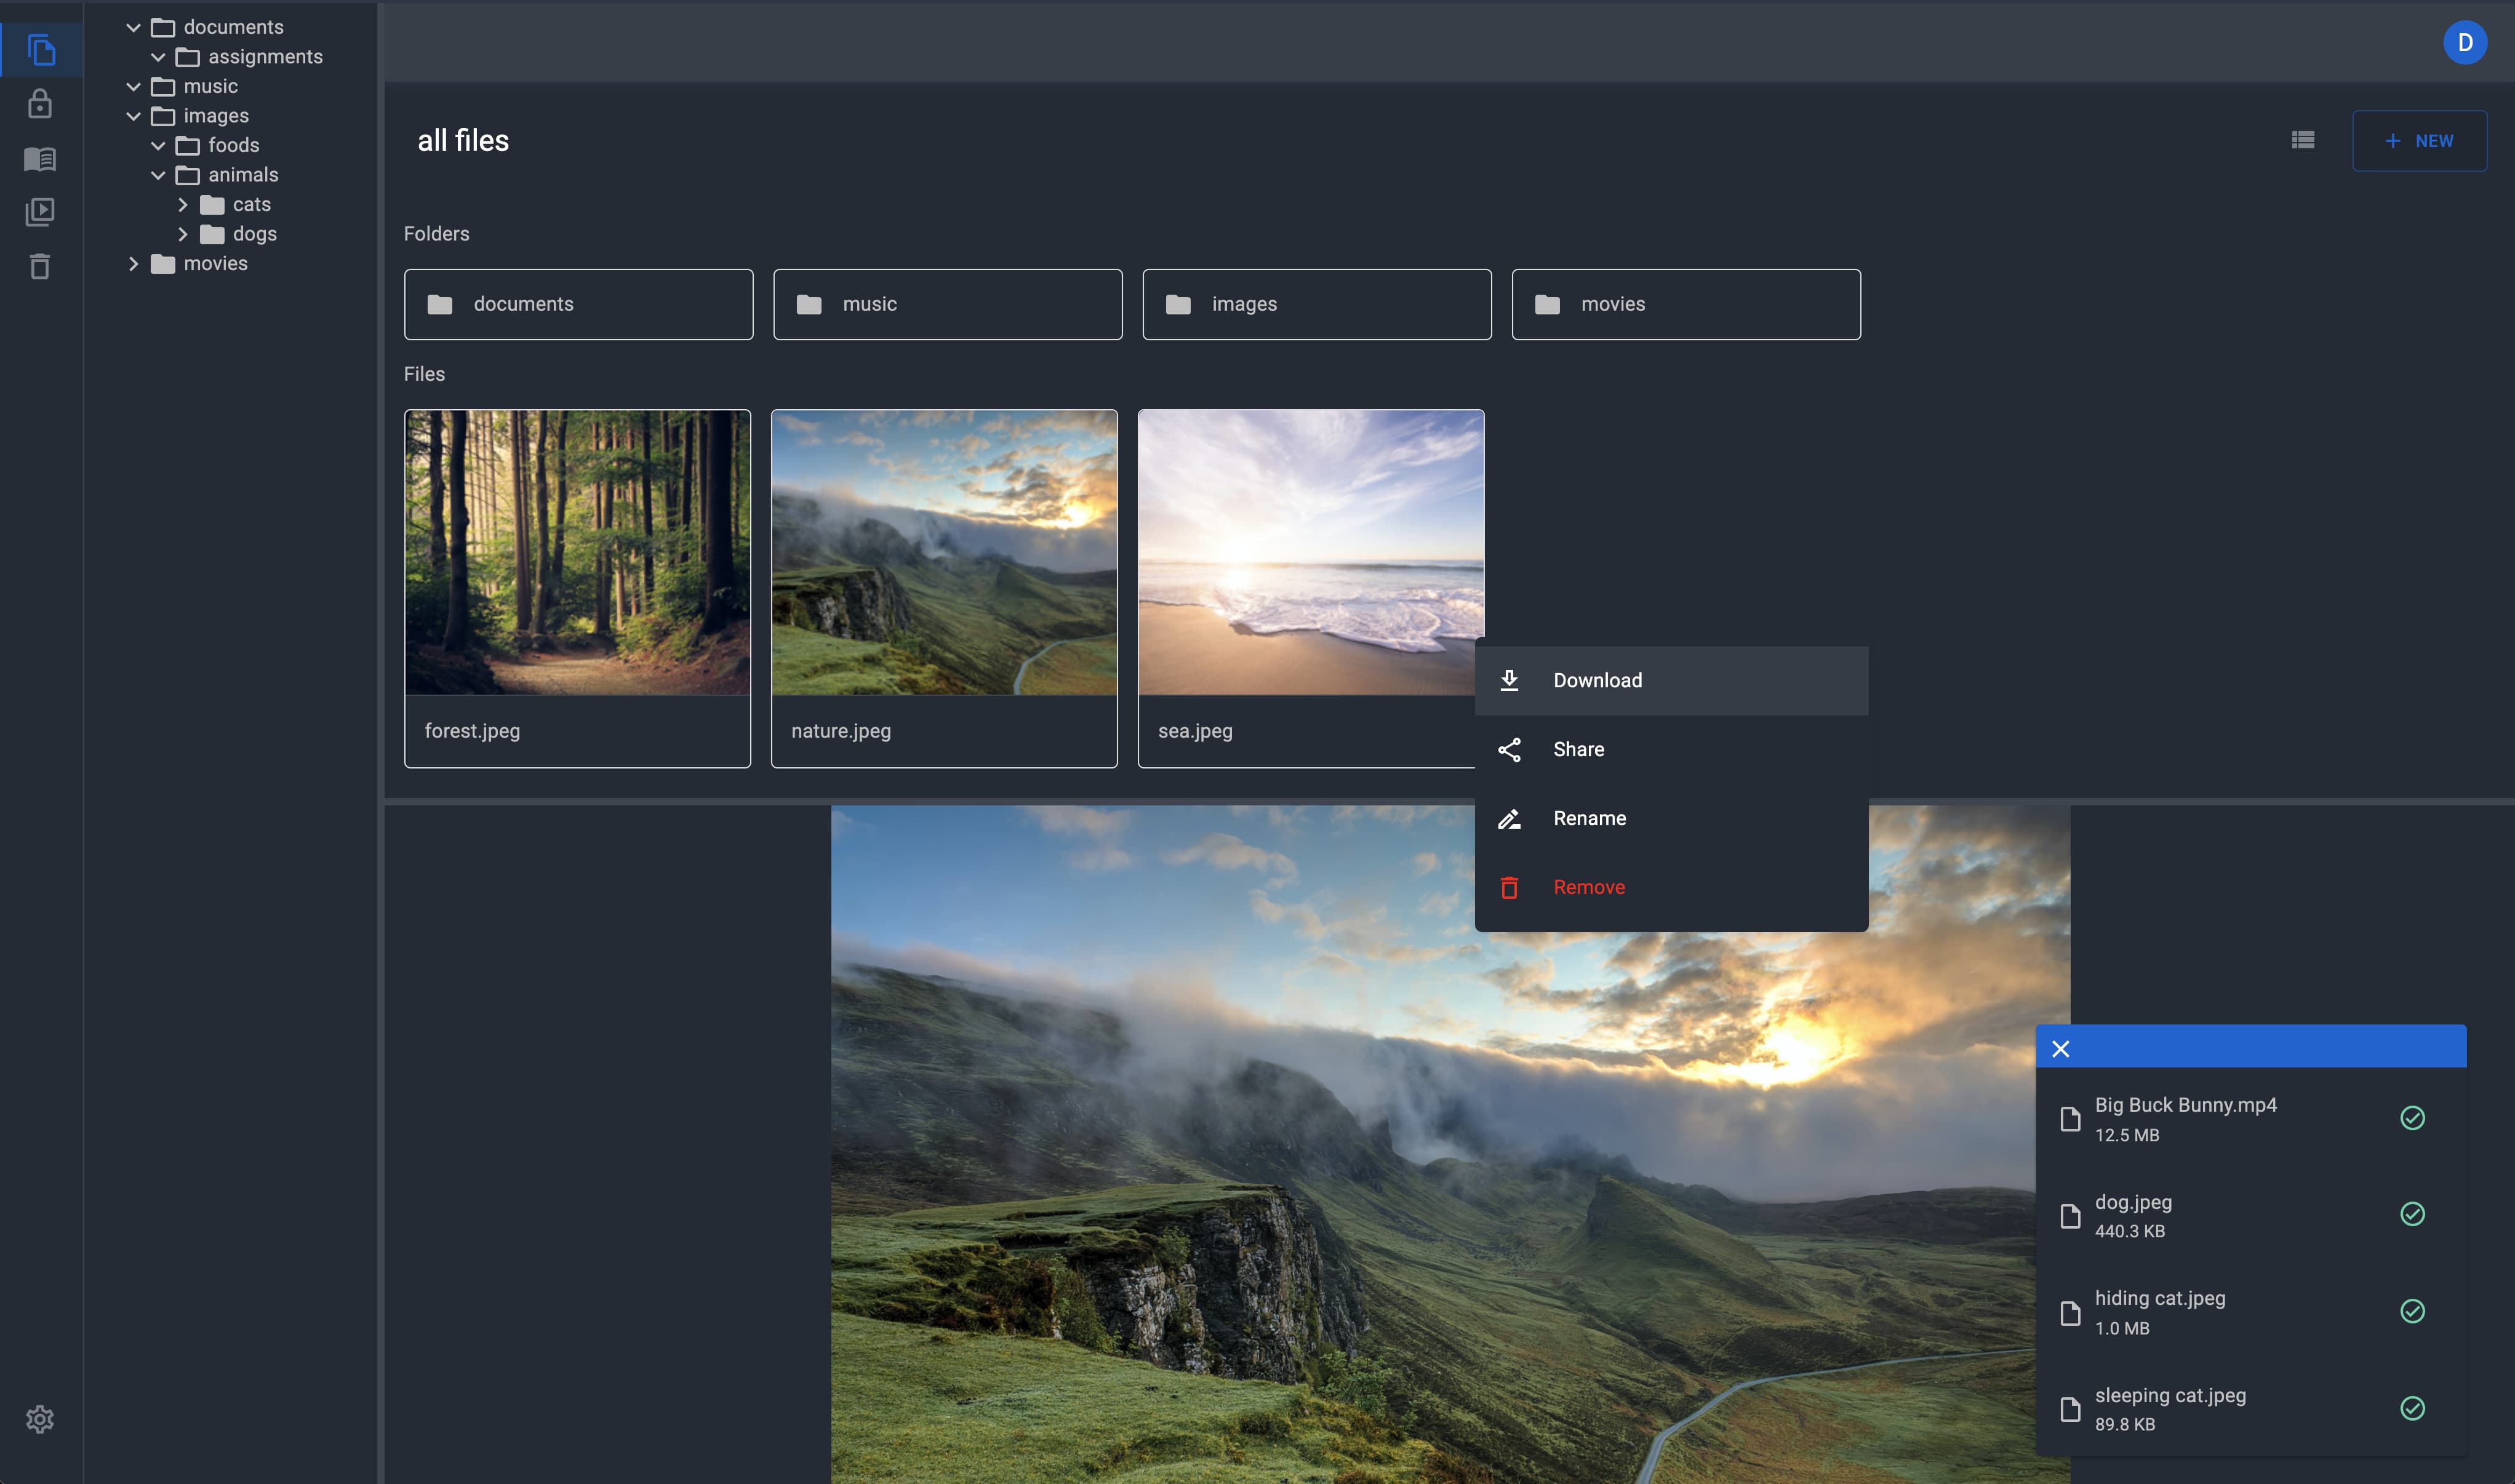 documents
assignments
music
images
foods
animals
cats
dogs
movies
D
all files
NEW
Folders
documents
music
images
movies
Files
forest.jpeg
nature.jpeg
sea.jpeg
Download
Share
Rename
Remove
Big Buck Bunny.mp4
12.5 MB
dog.jpeg
440.3 KB
hiding cat.jpeg
1.0 MB
sleeping cat.jpeg
89.8 KB